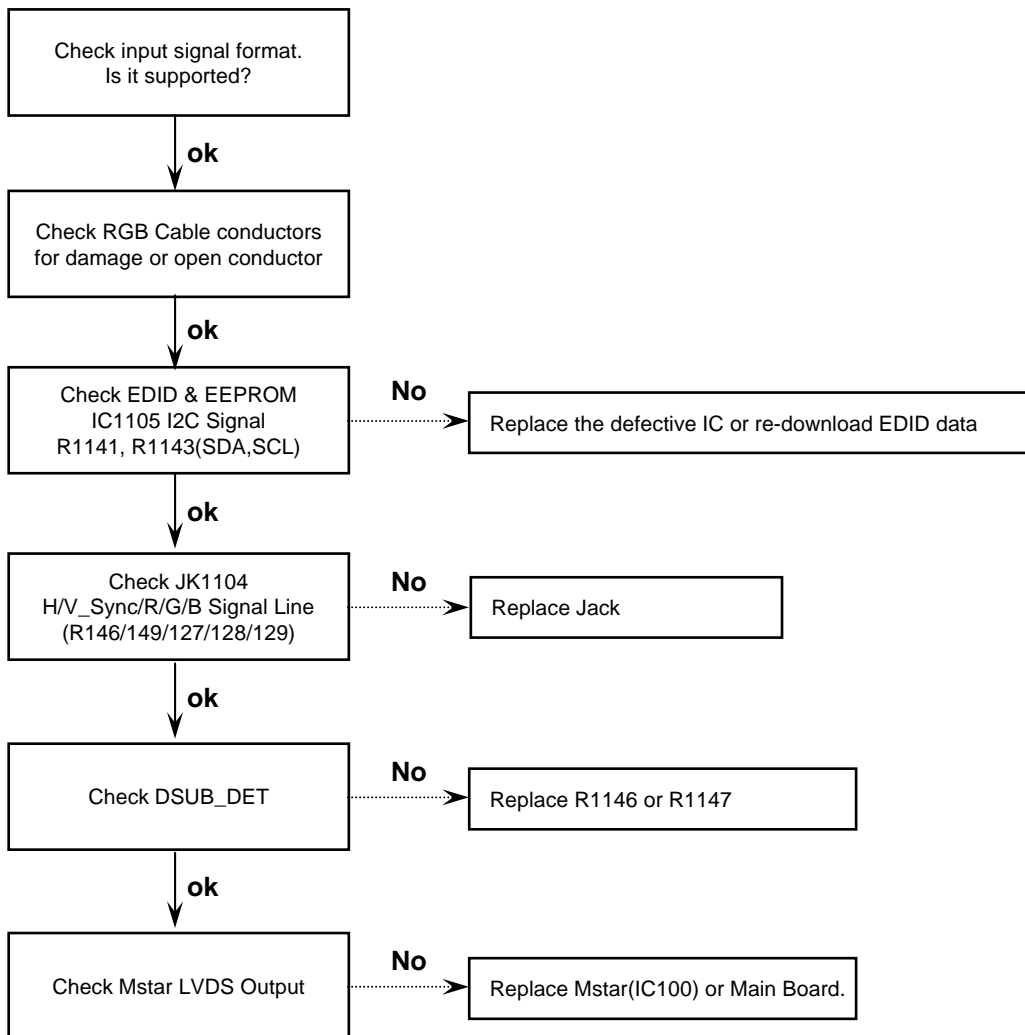 Check input signal format.
Is it supported?
ok
Check RGB Cable conductors
for damage or open conductor
ok
Check EDID & EEPROM
IC1105 I2C Signal
R1141, R1143(SDA,SCL)
No
Replace the defective IC or re-download EDID data
ok
Check JK1104
H/V_Sync/R/G/B Signal Line
(R146/149/127/128/129)
No
Replace Jack
ok
Check DSUB_DET
No
Replace R1146 or R1147
ok
Check Mstar LVDS Output
No
Replace Mstar(IC100) or Main Board.